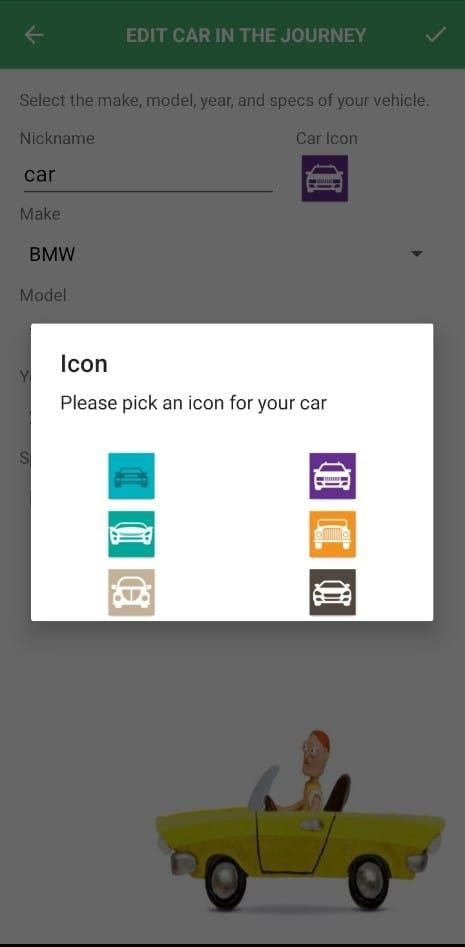 EDIT CAR IN THE JOURNEY
Select the make, model, year, and specs of your vehicle.
Nickname
Car Icon
car
Make
BMW
Model
Icon
Please pick an icon for your car